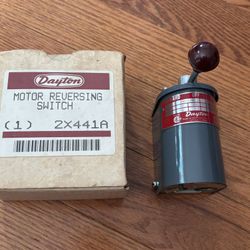 Dayton
MOTOR REVERSING
SWITCH
(1) 2X441A
Dayton